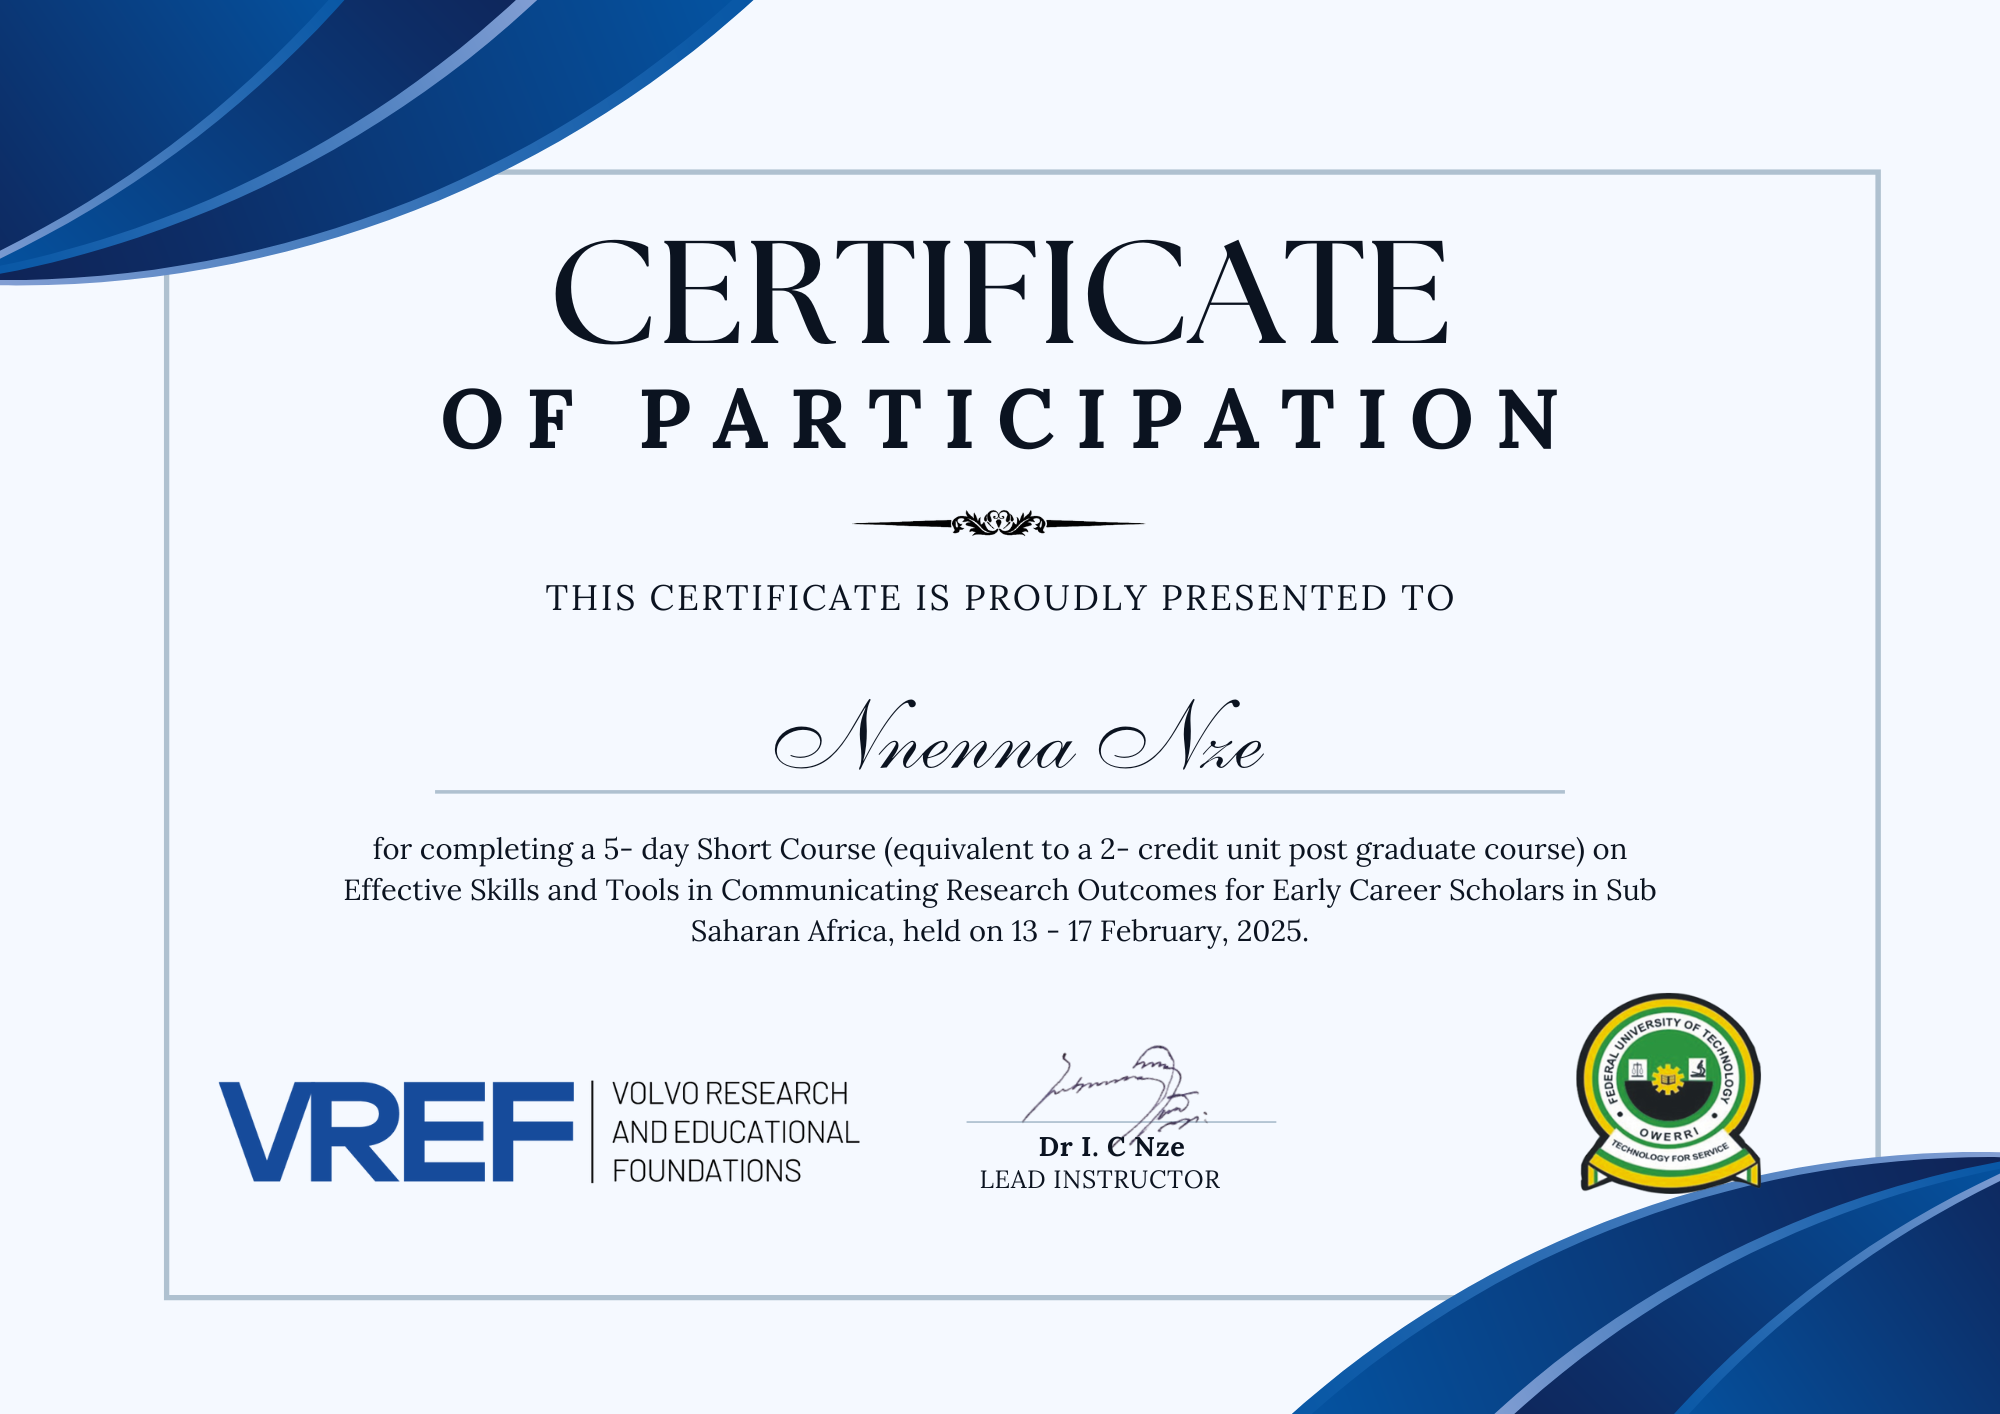 CERTIFICATE
OF PARTICIPATION
THIS CERTIFICATE IS PROUDLY PRESENTED TO
Nnenna Nze
for completing a 5- day Short Course (equivalent to a 2- credit unit post graduate course) on
Effective Skills and Tools in Communicating Research Outcomes for Early Career Scholars in Sub
Saharan Africa, held on 13 - 17 February, 2025.
VREF
VOLVO RESEARCH
AND EDUCATIONAL
FOUNDATIONS
Dr I. C Nze
LEAD INSTRUCTOR
FEDERAL UNIVERSITY OF TECHNOLOGY
OWERRI
TECHNOLOGY FOR SERVICE